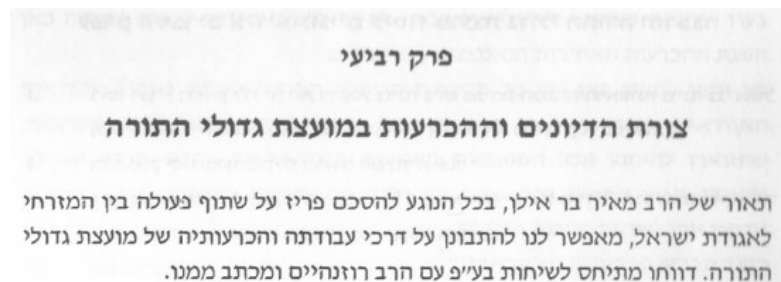 פרק רביעי
צורת הדיונים וההכרעות במועצת גדולי התורה
תאור של הרב מאיר בר אילן, בכל הנוגע להסכם פריז על שתוף פעולה בין המזרחי
לאגודת ישראל, מאפשר לנו להתבונן על דרכי עבודתה והכרעותיה של מועצת גדולי
התורה. דווחו מתיחס לשיחות בע״פ עם הרב רוזנהיים ומכתב ממנו.